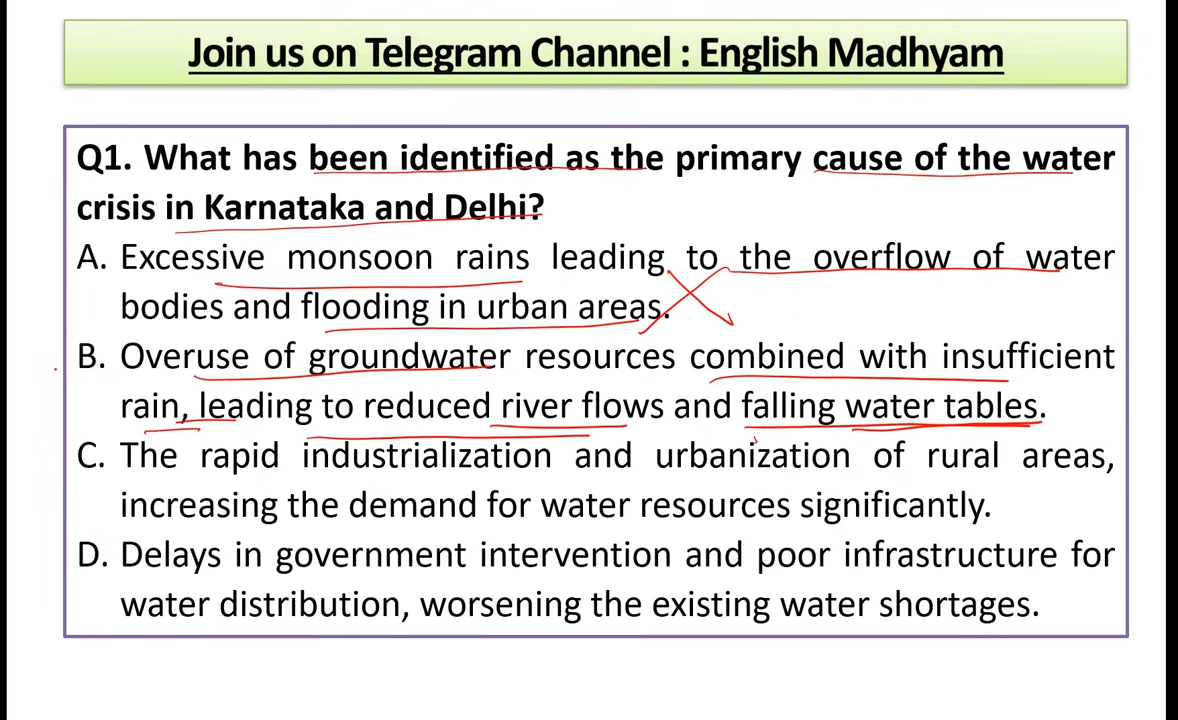 Join us on Telegram Channel : English Madhyam
Q1. What has been identified as the primary cause of the water
crisis in Karnataka and Delhi?
A. Excessive monsoon rains leading to the overflow of water
bodies and flooding in urban areas.
B. Overuse of groundwater resources combined with insufficient
rain, leading to reduced river flows and falling water tables.
C. The rapid industrialization and urbanization of rural areas,
increasing the demand for water resources significantly.
D. Delays in government intervention and poor infrastructure for
water distribution, worsening the existing water shortages.